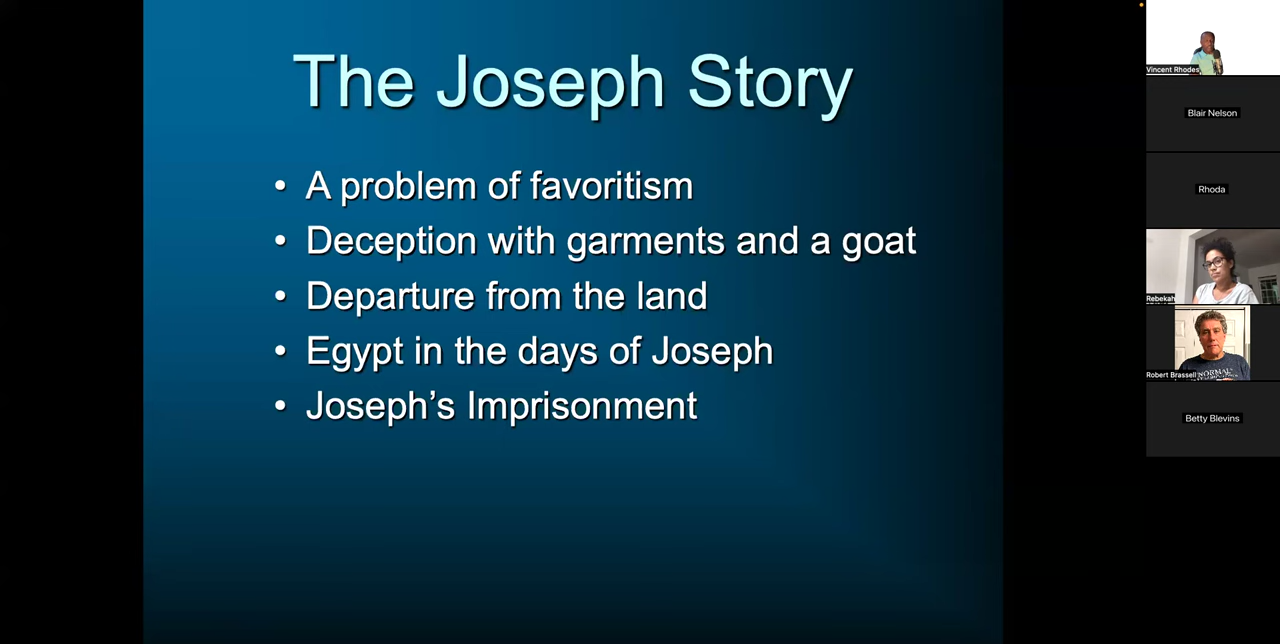 The Joseph Story
• A problem of favoritism
• Deception with garments and a goat
• Departure from the land
• Egypt in the days of Joseph
• Joseph’s Imprisonment
Vincent Rhodes
Blair Nelson
Rhoda
Rebekah
NORMAL
Robert Brassell
Betty Blevins